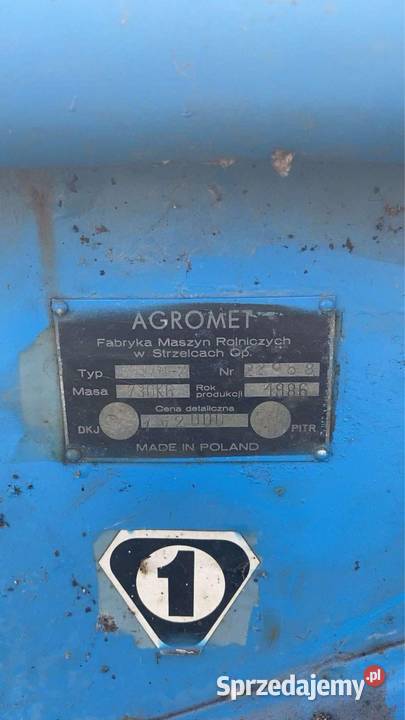 AGROMET
Fabryka Maszyn Rolniczych
w Strzelcach Op.
Typ Nr
Masa 730KG Rok produkcji 1986
Cena detaliczna
DKJ PITR
MADE IN POLAND
1
Sprzedajemy.pl